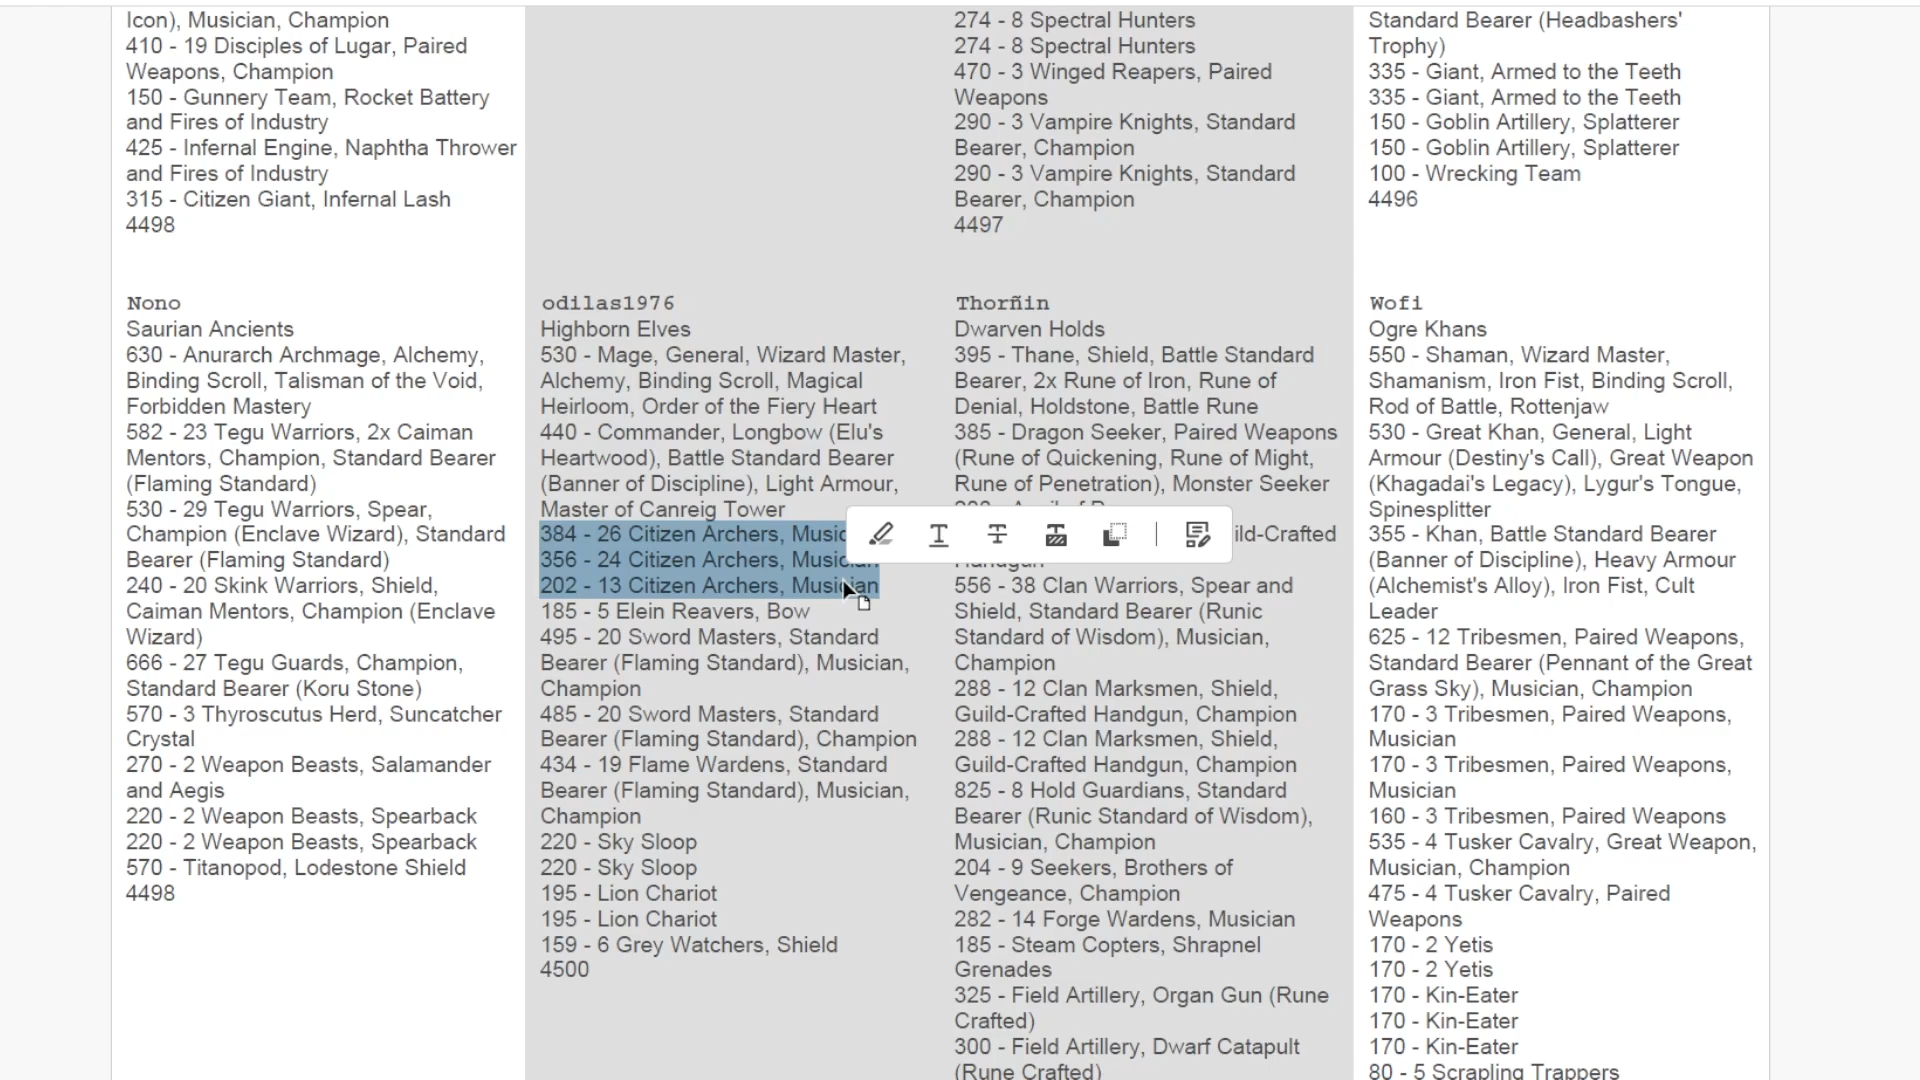 Icon), Musician, Champion
410 - 19 Disciples of Lugar, Paired
Weapons, Champion
150 - Gunnery Team, Rocket Battery
and Fires of Industry
425 - Infernal Engine, Naphtha Thrower
and Fires of Industry
315 - Citizen Giant, Infernal Lash
4498
274 - 8 Spectral Hunters
274 - 8 Spectral Hunters
470 - 3 Winged Reapers, Paired
Weapons
290 - 3 Vampire Knights, Standard
Bearer, Champion
290 - 3 Vampire Knights, Standard
Bearer, Champion
4497
Standard Bearer (Headbashers'
Trophy)
335 - Giant, Armed to the Teeth
335 - Giant, Armed to the Teeth
150 - Goblin Artillery, Splatterer
150 - Goblin Artillery, Splatterer
100 - Wrecking Team
4496
Nono
Saurian Ancients
630 - Anurarch Archmage, Alchemy,
Binding Scroll, Talisman of the Void,
Forbidden Mastery
582 - 23 Tegu Warriors, 2x Caiman
Mentors, Champion, Standard Bearer
(Flaming Standard)
530 - 29 Tegu Warriors, Spear,
Champion (Enclave Wizard), Standard
Bearer (Flaming Standard)
240 - 20 Skink Warriors, Shield,
Caiman Mentors, Champion (Enclave
Wizard)
666 - 27 Tegu Guards, Champion,
Standard Bearer (Koru Stone)
570 - 3 Thyroscutus Herd, Suncatcher
Crystal
270 - 2 Weapon Beasts, Salamander
and Aegis
220 - 2 Weapon Beasts, Spearback
220 - 2 Weapon Beasts, Spearback
570 - Titanopod, Lodestone Shield
4498
odilas1976
Highborn Elves
530 - Mage, General, Wizard Master,
Alchemy, Binding Scroll, Magical
Heirloom, Order of the Fiery Heart
440 - Commander, Longbow (Elu's
Heartwood), Battle Standard Bearer
(Banner of Discipline), Light Armour,
Master of Canreig Tower
384 - 26 Citizen Archers,
356 - 24 Citizen Archers, Musician
202 - 13 Citizen Archers, Musician
185 - 5 Elein Reavers, Bow
495 - 20 Sword Masters, Standard
Bearer (Flaming Standard), Musician,
Champion
485 - 20 Sword Masters, Standard
Bearer (Flaming Standard), Champion
434 - 19 Flame Wardens, Standard
Bearer (Flaming Standard), Musician,
Champion
220 - Sky Sloop
220 - Sky Sloop
195 - Lion Chariot
195 - Lion Chariot
159 - 6 Grey Watchers, Shield
4500
Thorñin
Dwarven Holds
395 - Thane, Shield, Battle Standard
Bearer, 2x Rune of Iron, Rune of
Denial, Holdstone, Battle Rune
385 - Dragon Seeker, Paired Weapons
(Rune of Quickening, Rune of Might,
Rune of Penetration), Monster Seeker
ild-Crafted
556 - 38 Clan Warriors, Spear and
Shield, Standard Bearer (Runic
Standard of Wisdom), Musician,
Champion
288 - 12 Clan Marksmen, Shield,
Guild-Crafted Handgun, Champion
288 - 12 Clan Marksmen, Shield,
Guild-Crafted Handgun, Champion
825 - 8 Hold Guardians, Standard
Bearer (Runic Standard of Wisdom),
Musician, Champion
204 - 9 Seekers, Brothers of
Vengeance, Champion
282 - 14 Forge Wardens, Musician
185 - Steam Copters, Shrapnel
Grenades
325 - Field Artillery, Organ Gun (Rune
Crafted)
300 - Field Artillery, Dwarf Catapult
(Rune Crafted)
Wofi
Ogre Khans
550 - Shaman, Wizard Master,
Shamanism, Iron Fist, Binding Scroll,
Rod of Battle, Rottenjaw
530 - Great Khan, General, Light
Armour (Destiny's Call), Great Weapon
(Khagadai's Legacy), Lygur's Tongue,
Spinesplitter
355 - Khan, Battle Standard Bearer
(Banner of Discipline), Heavy Armour
(Alchemist's Alloy), Iron Fist, Cult
Leader
625 - 12 Tribesmen, Paired Weapons,
Standard Bearer (Pennant of the Great
Grass Sky), Musician, Champion
170 - 3 Tribesmen, Paired Weapons,
Musician
170 - 3 Tribesmen, Paired Weapons,
Musician
160 - 3 Tribesmen, Paired Weapons
535 - 4 Tusker Cavalry, Great Weapon,
Musician, Champion
475 - 4 Tusker Cavalry, Paired
Weapons
170 - 2 Yetis
170 - 2 Yetis
170 - Kin-Eater
170 - Kin-Eater
170 - Kin-Eater
80 - 5 Scrapling Trappers